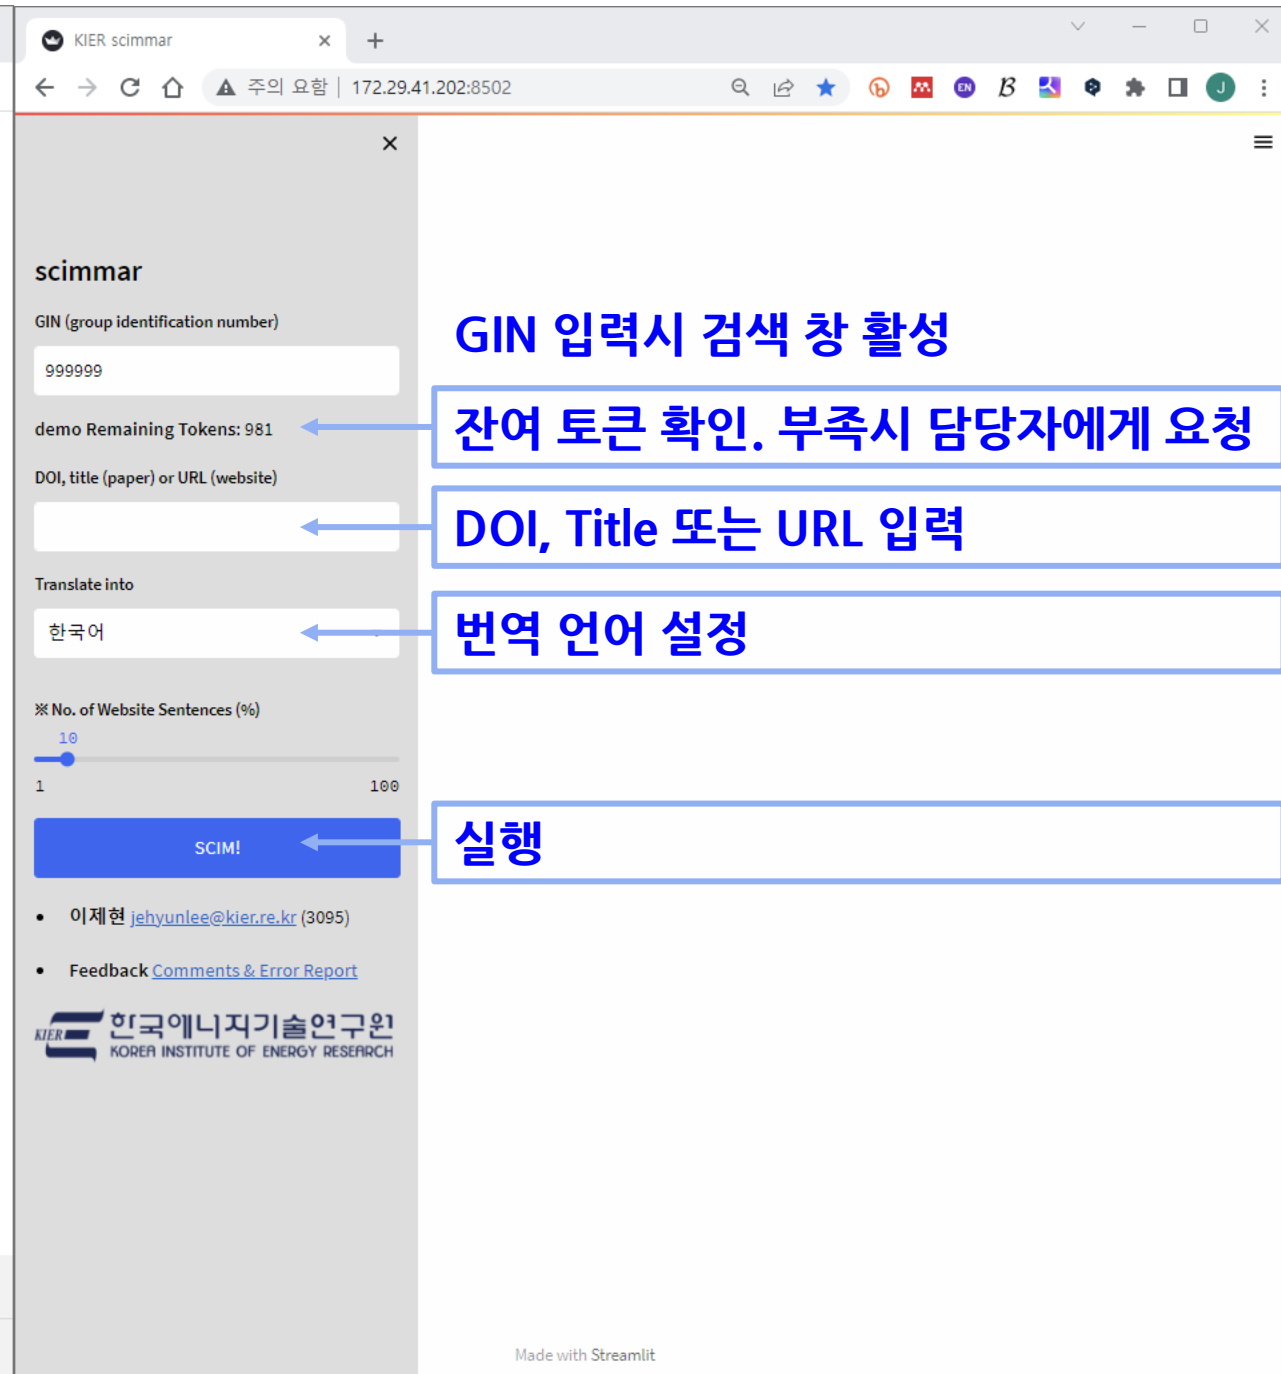 KIER scimmar
주의 요함 | 172.29.41.202:8502
EN
J
scimmar
GIN (group identification number)
GIN 입력시 검색 창 활성
999999
demo Remaining Tokens: 981
잔여 토큰 확인. 부족시 담당자에게 요청
DOI, title (paper) or URL (website)
DOI, Title 또는 URL 입력
Translate into
한국어
번역 언어 설정
※ No. of Website Sentences (%)
10
1 100
SCIM!
실행
• 이제현 jehyunlee@kier.re.kr (3095)
• Feedback Comments & Error Report
KIER 한국에너지기술연구원
KOREA INSTITUTE OF ENERGY RESEARCH
Made with Streamlit